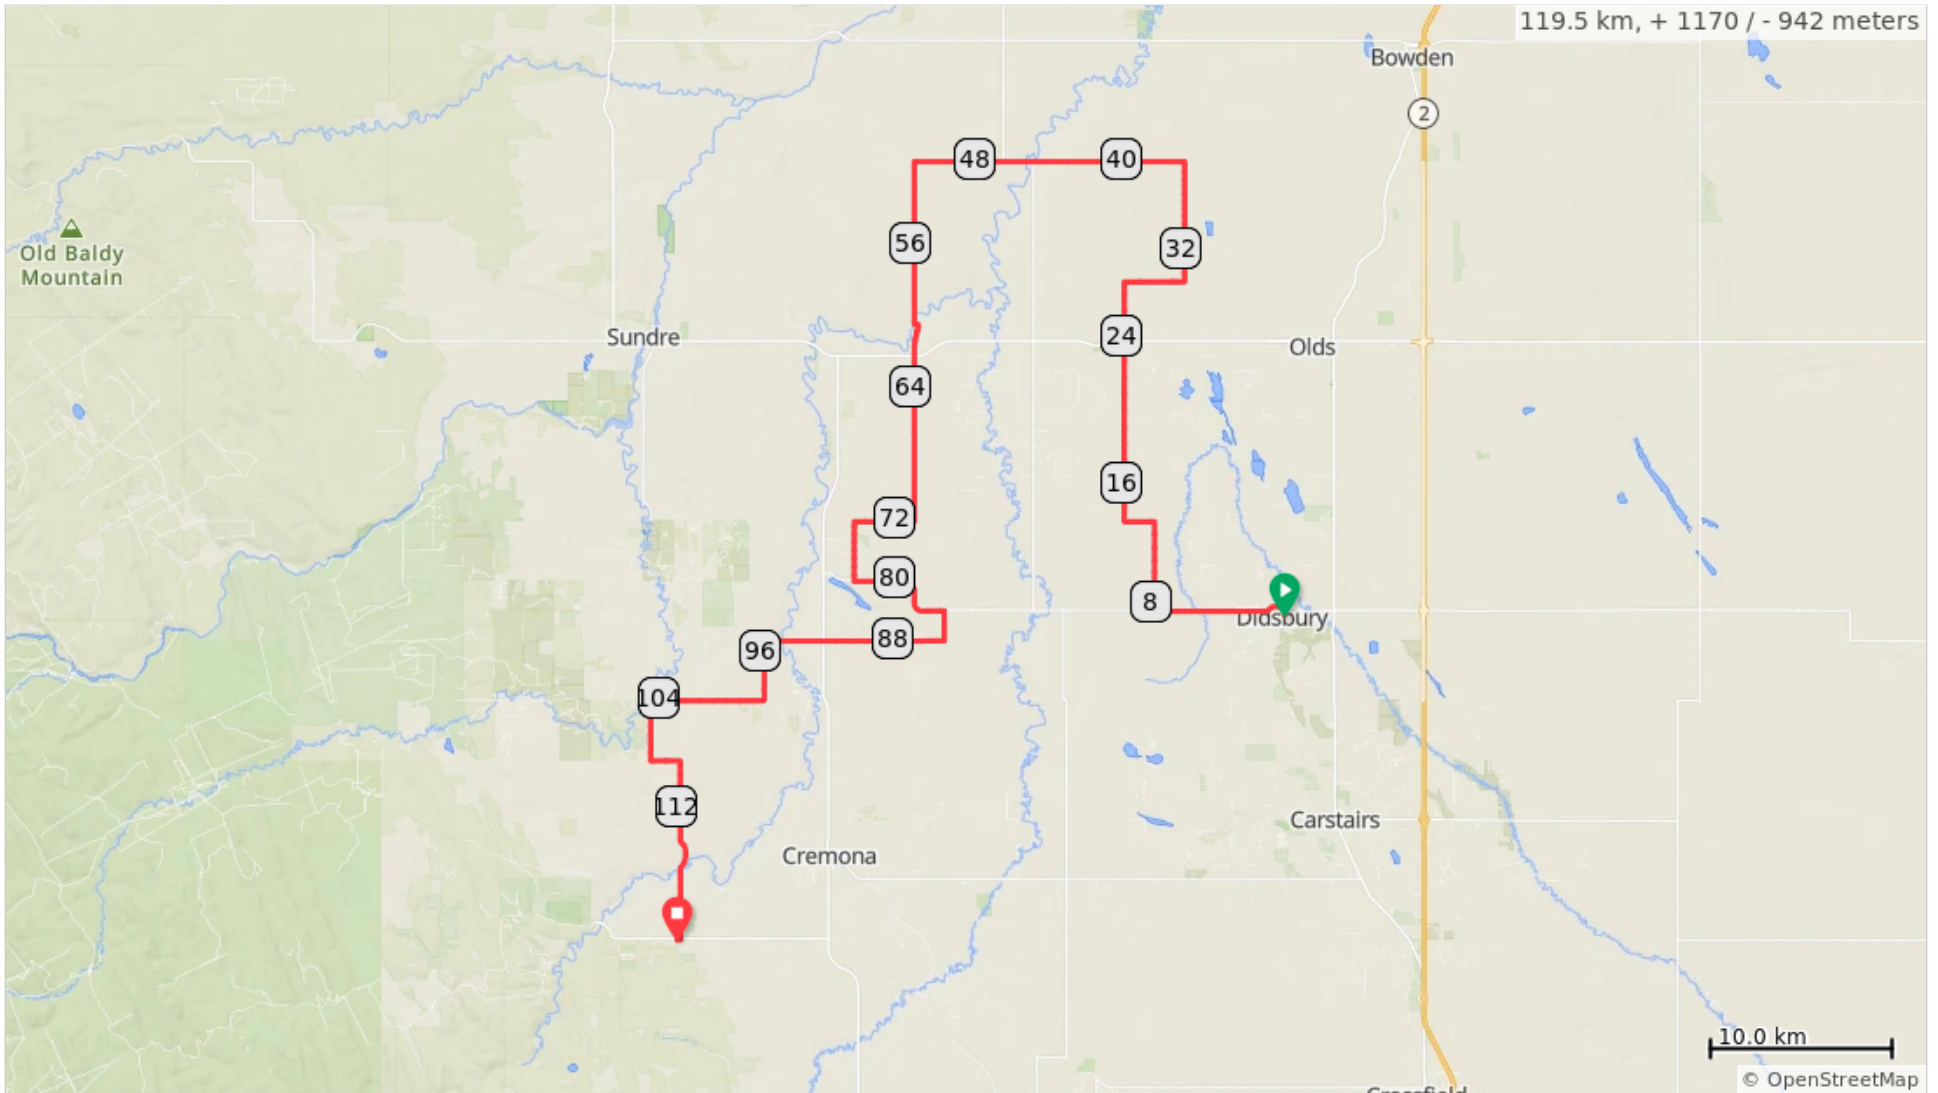 119.5 km, + 1170 / - 942 meters
Bowden
2
48
40
56
32
Old Baldy
Mountain
24
Sundre
Olds
64
16
72
80
8
Didsbury
88
96
104
112
Carstairs
Cremona
10.0 km
© OpenStreetMap